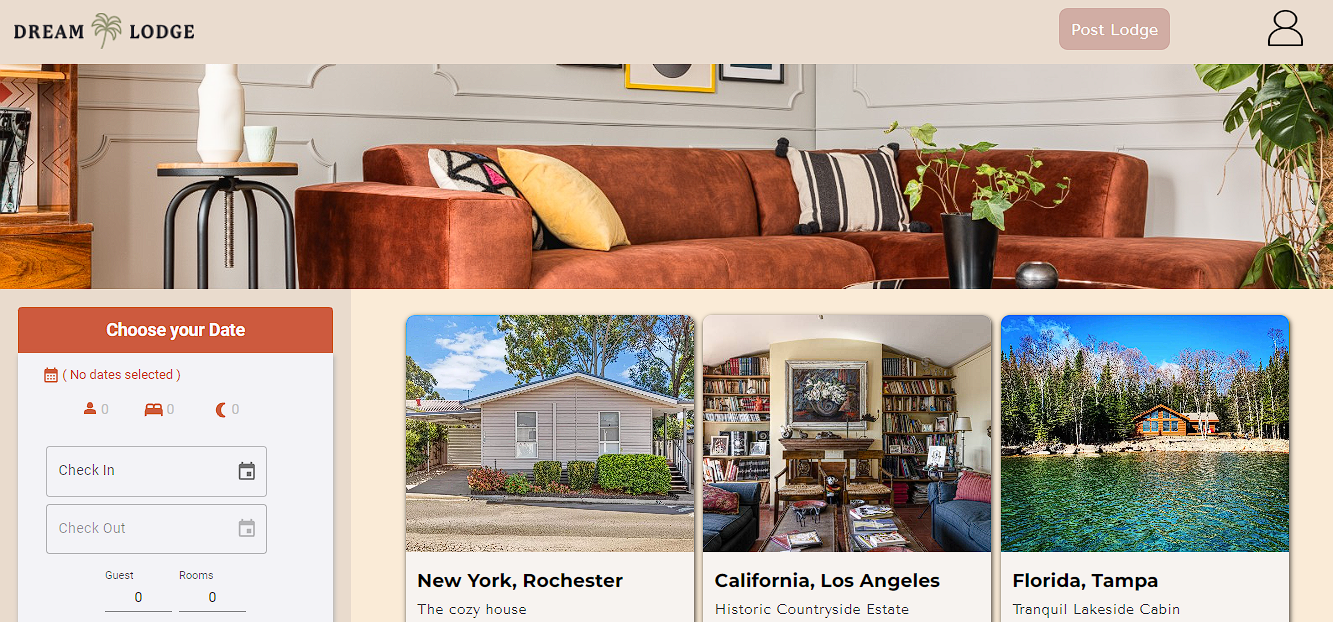 DREAM LODGE
Post Lodge
Choose your Date
( No dates selected )
0 0 0
Check In
Check Out
Guest Rooms
0 0
New York, Rochester
The cozy house
California, Los Angeles
Historic Countryside Estate
Florida, Tampa
Tranquil Lakeside Cabin